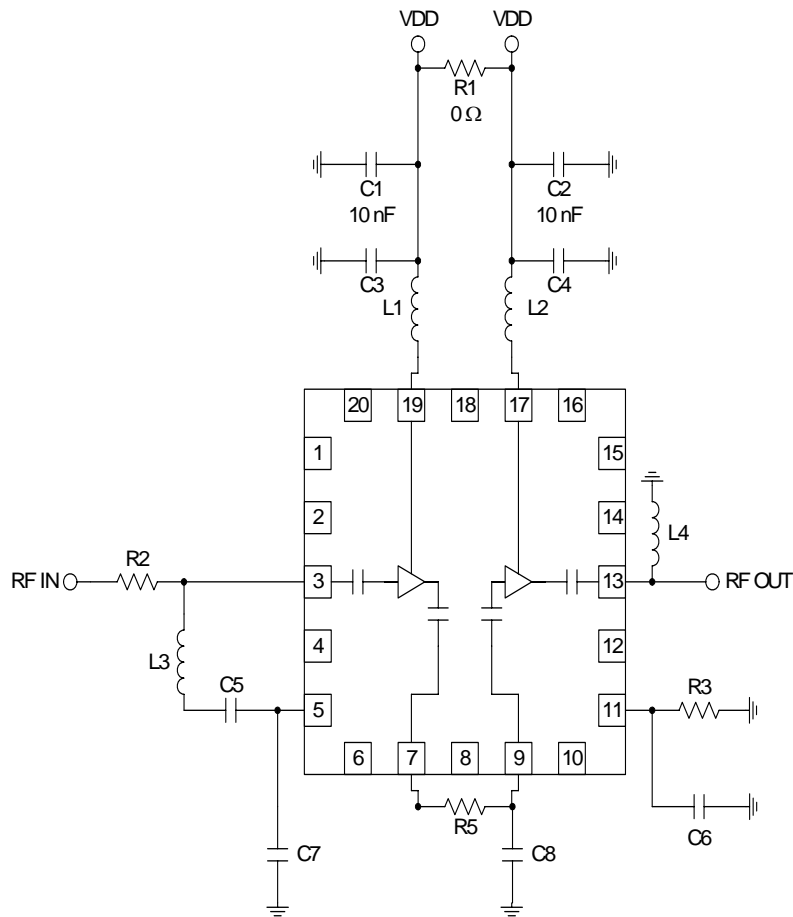 VDD VDD
R1
0 Ω
C1 C2
10 nF 10 nF
C3 C4
L1 L2
20 19 18 17 16
1 15
2 14
L4
RF IN R2 3 13 RF OUT
4 12
L3
C5 5 11 R3
6 7 8 9 10
R5
C6
C7 C8